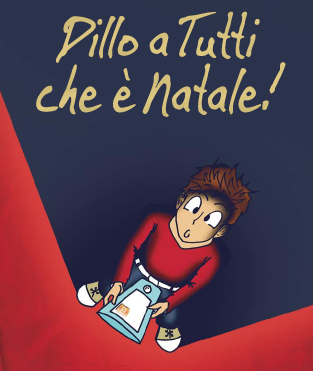 Dillo a Tutti
che è Natale!